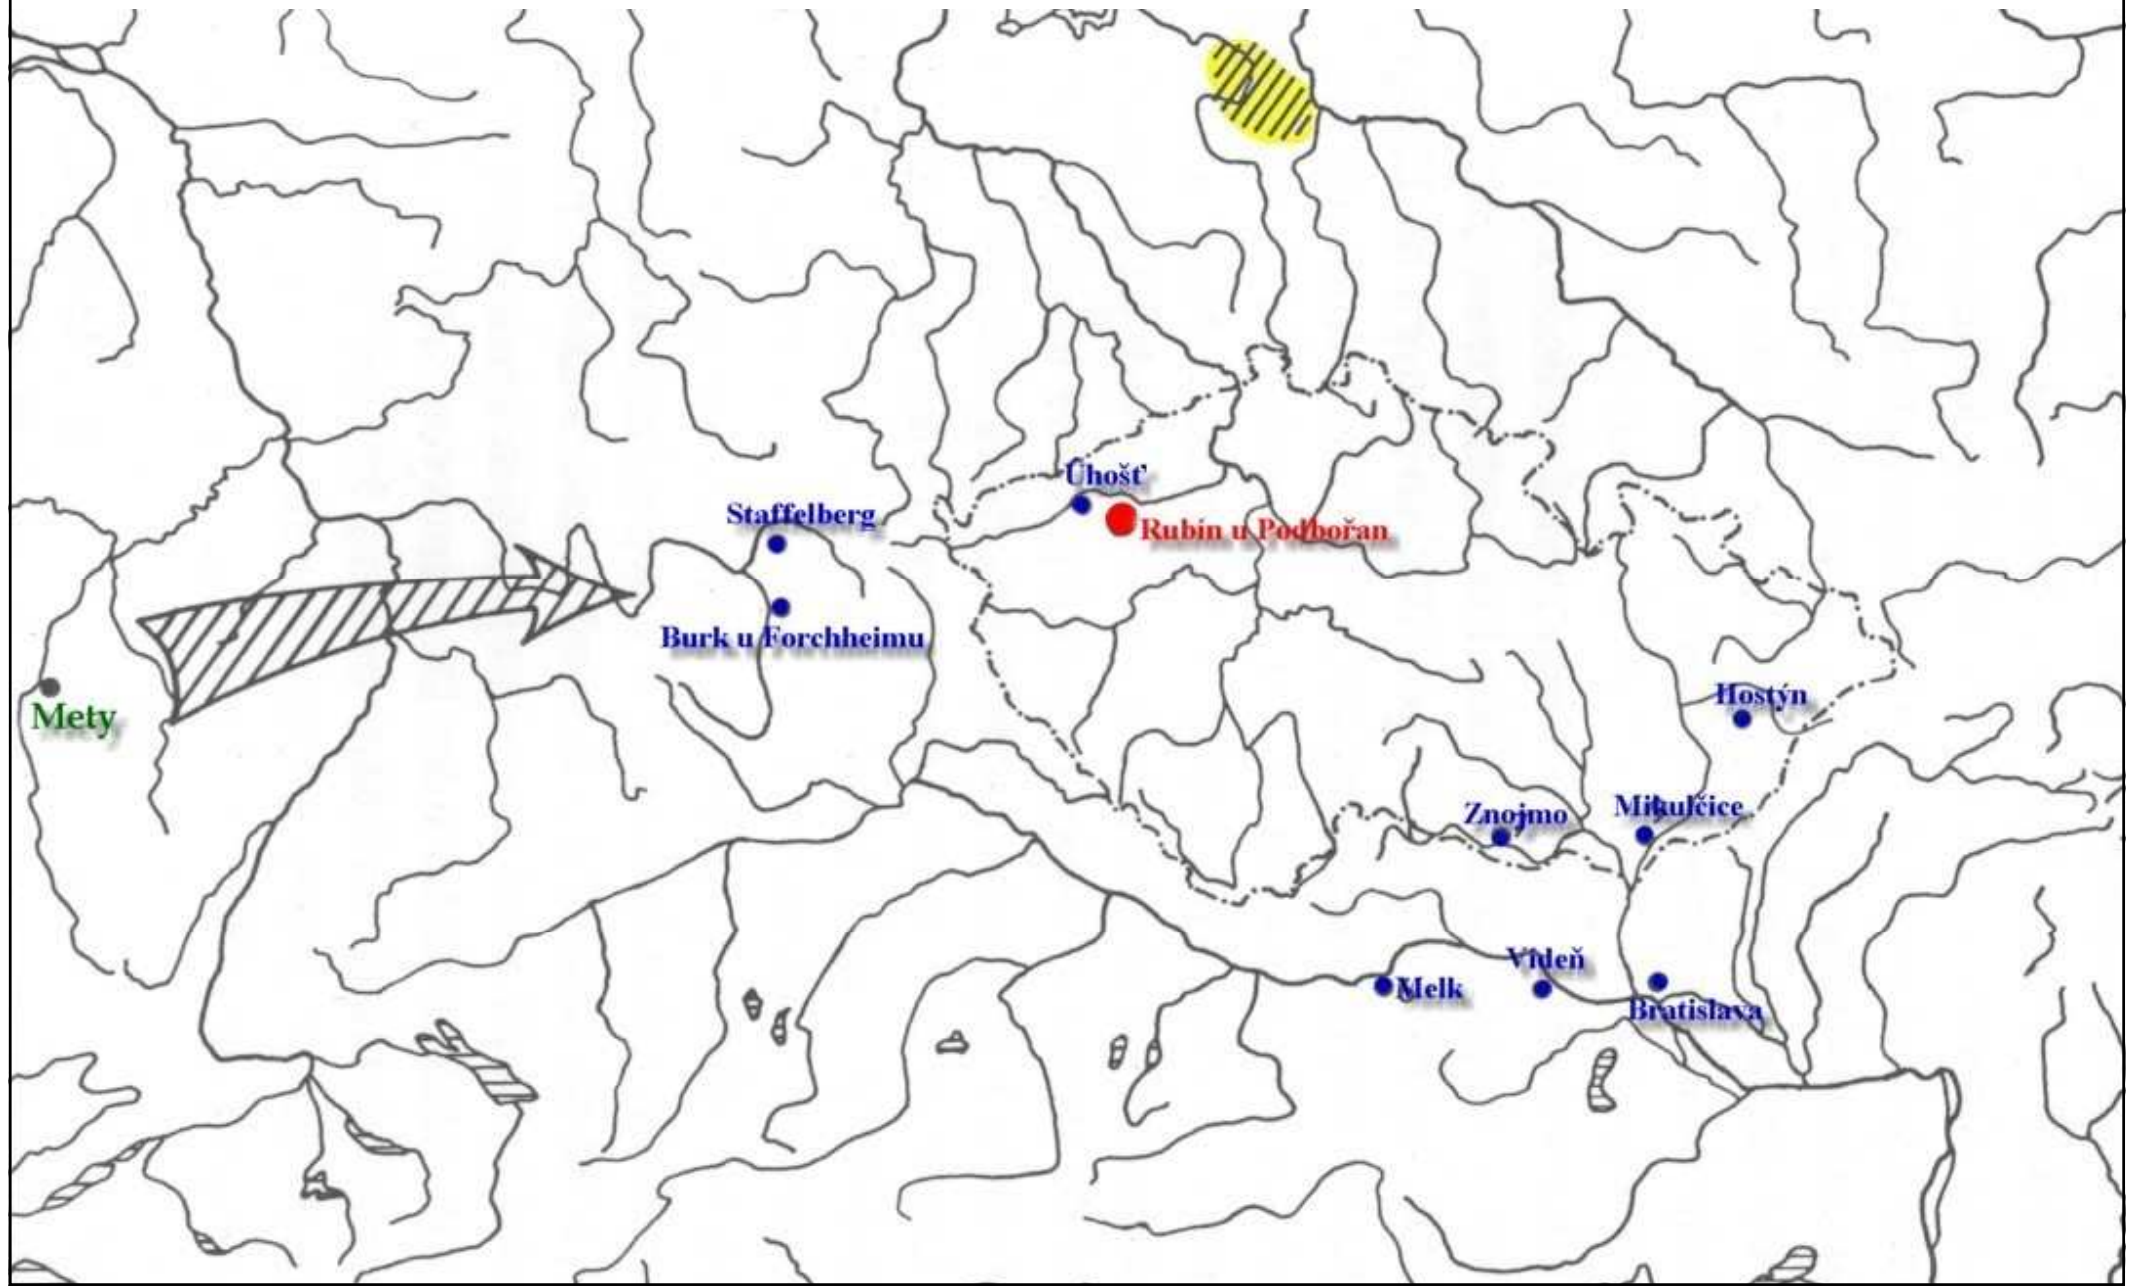 Úhošť
Staffelberg
Rubín u Podbořan
Burk u Forchheimu
Mety
Hostýn
Znojmo
Mikulčice
Vídeň
Melk
Bratislava